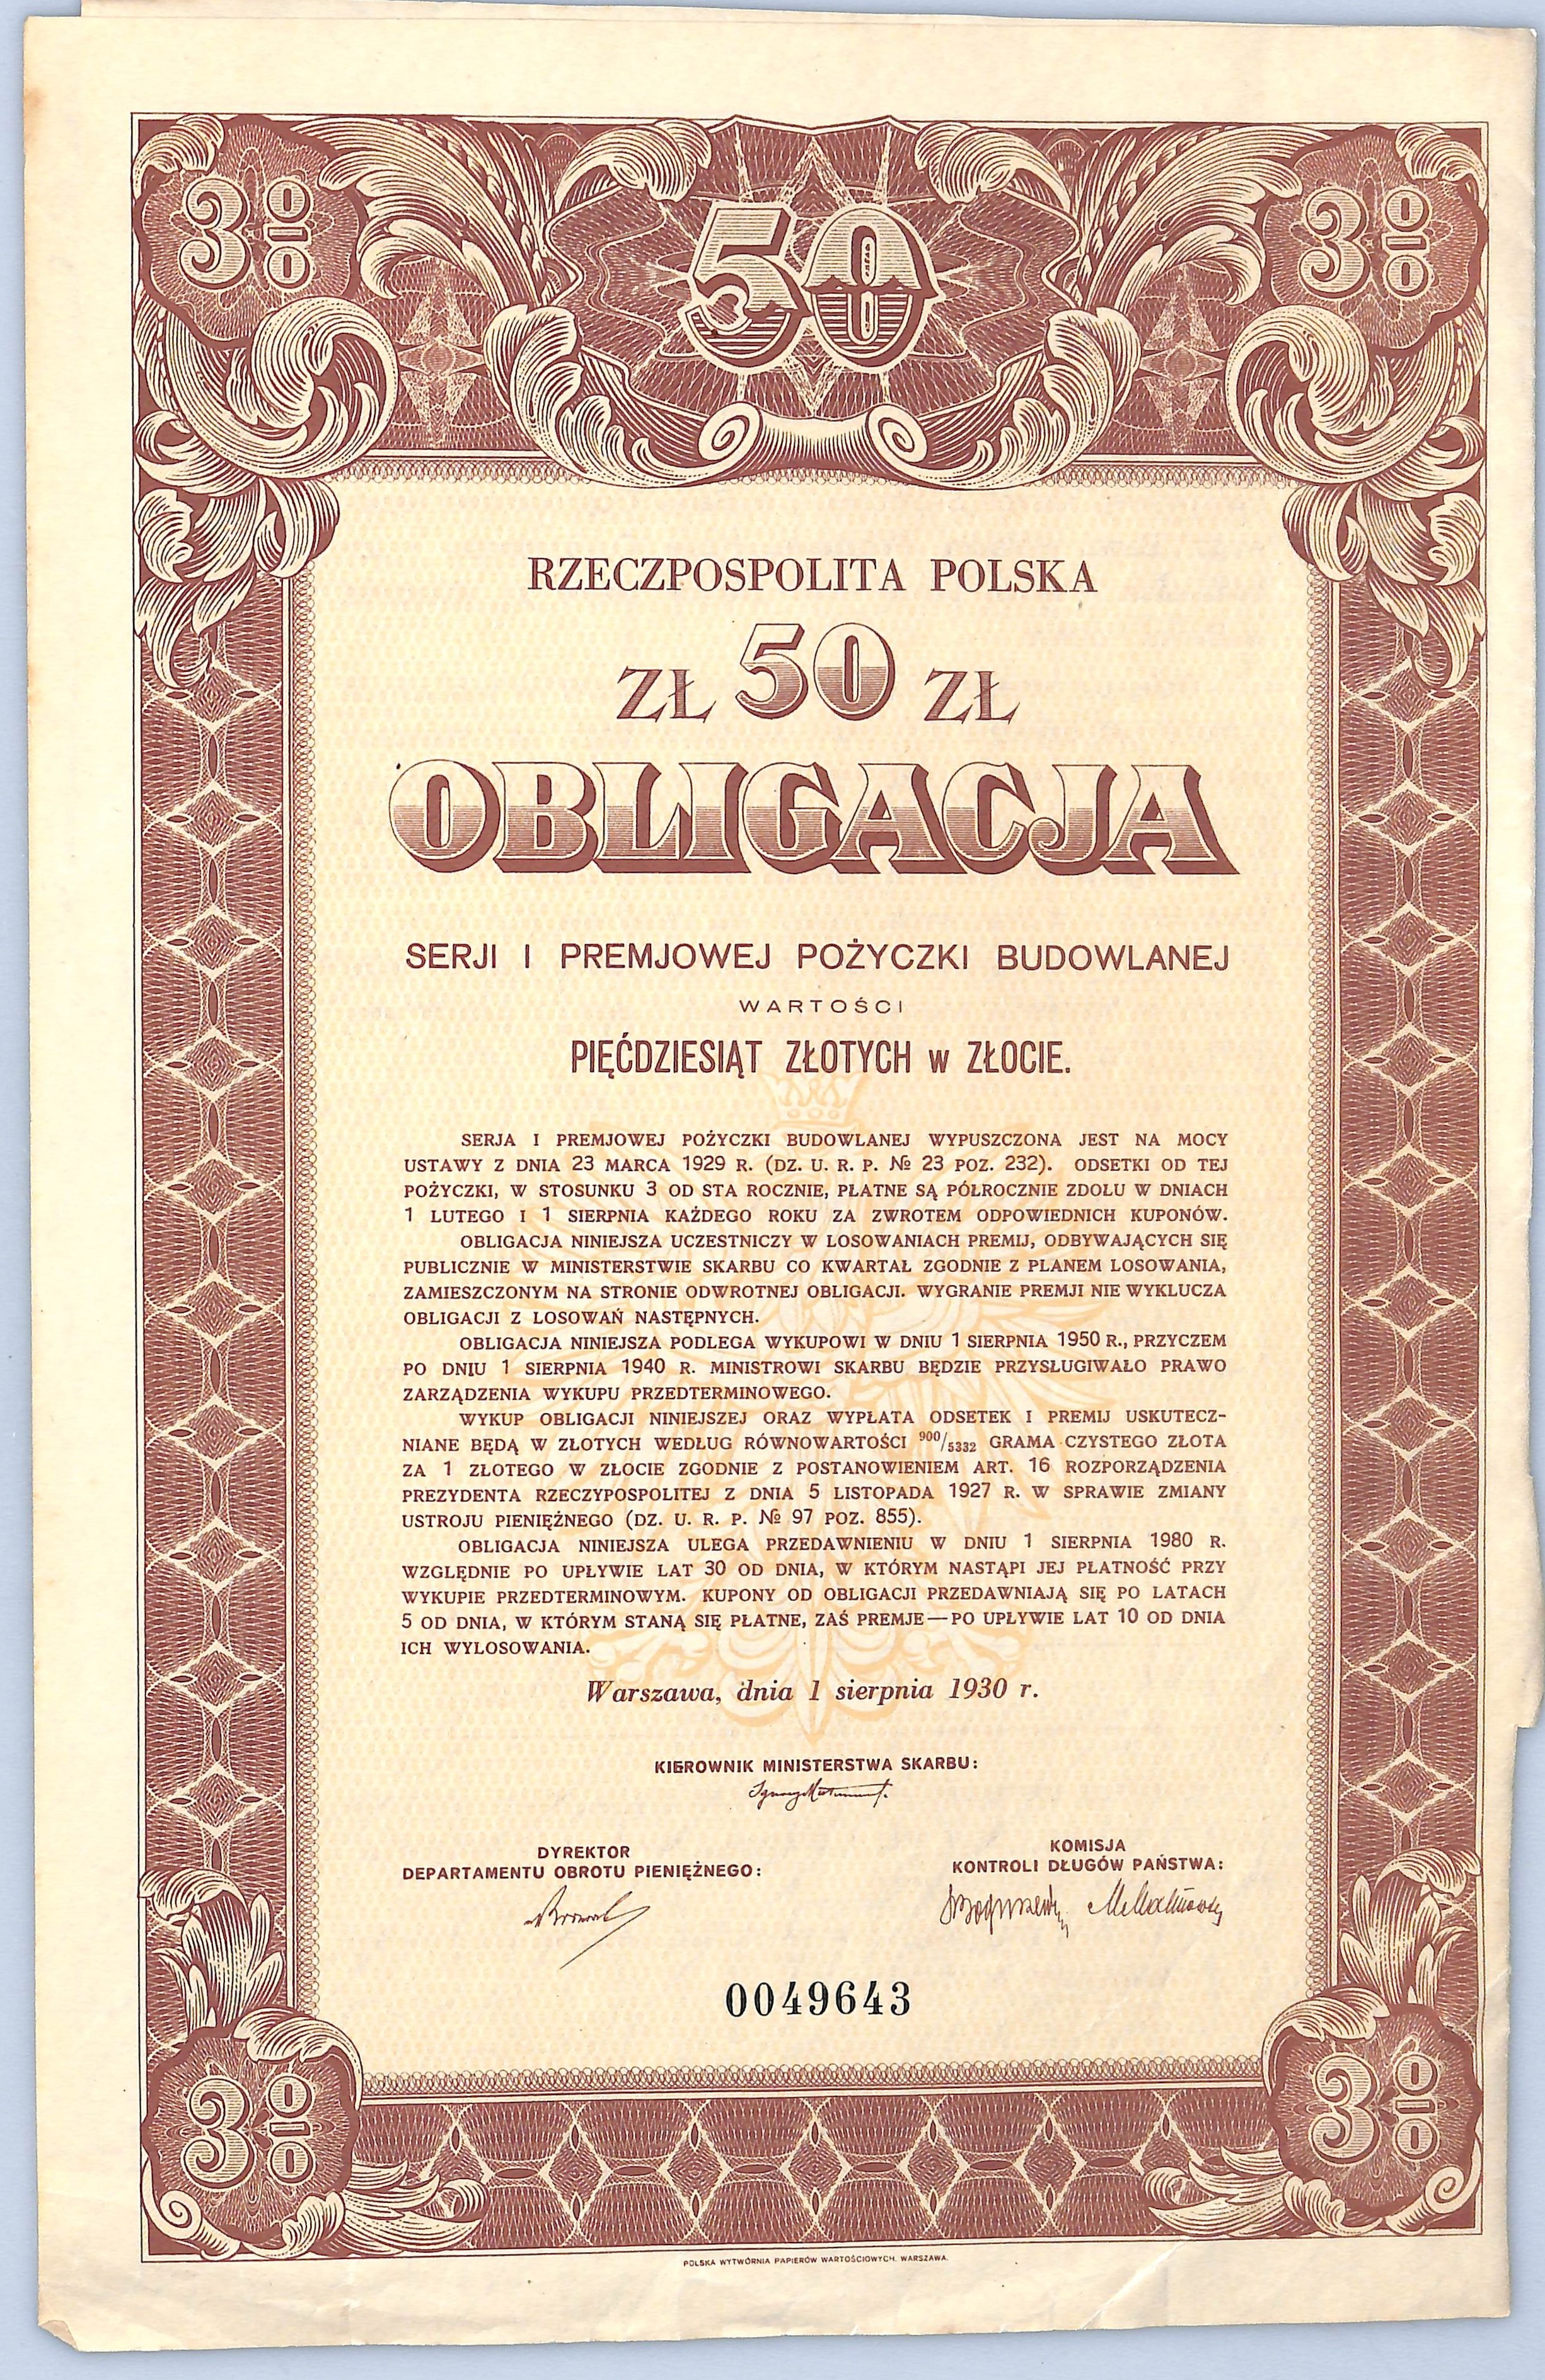 3%
50
3%
RZECZPOSPOLITA POLSKA
ZŁ 50 ZŁ
OBLIGACJA
SERJI I PREMJOWEJ POŻYCZKI BUDOWLANEJ
WARTOŚCI
PIĘĆDZIESIĄT ZŁOTYCH w ZŁOCIE.
SERJA I PREMJOWEJ POŻYCZKI BUDOWLANEJ WYPUSZCZONA JEST NA MOCY
USTAWY Z DNIA 23 MARCA 1929 R. (DZ. U. R. P. № 23 POZ. 232). ODSETKI OD TEJ
POŻYCZKI, W STOSUNKU 3 OD STA ROCZNIE, PŁATNE SĄ PÓŁROCZNIE ZDOŁU W DNIACH
1 LUTEGO I 1 SIERPNIA KAŻDEGO ROKU ZA ZWROTEM ODPOWIEDNICH KUPONÓW.
OBLIGACJA NINIEJSZA UCZESTNICZY W LOSOWANIACH PREMIJ, ODBYWAJĄCYCH SIĘ
PUBLICZNIE W MINISTERSTWIE SKARBU CO KWARTAŁ ZGODNIE Z PLANEM LOSOWANIA,
ZAMIESZCZONYM NA STRONIE ODWROTNEJ OBLIGACJI. WYGRANIE PREMJI NIE WYKLUCZA
OBLIGACJI Z LOSOWAŃ NASTĘPNYCH.
OBLIGACJA NINIEJSZA PODLEGA WYKUPOWI W DNIU 1 SIERPNIA 1950 R., PRZYCZEM
PO DNIU 1 SIERPNIA 1940 R. MINISTROWI SKARBU BĘDZIE PRZYSŁUGIWAŁO PRAWO
ZARZĄDZENIA WYKUPU PRZEDTERMINOWEGO.
WYKUP OBLIGACJI NINIEJSZEJ ORAZ WYPŁATA ODSETEK I PREMIJ USKUTECZ-
NIANE BĘDĄ W ZŁOTYCH WEDŁUG RÓWNOWARTOŚCI 900/5332 GRAMA CZYSTEGO ZŁOTA
ZA 1 ZŁOTEGO W ZŁOCIE ZGODNIE Z POSTANOWIENIEM ART. 16 ROZPORZĄDZENIA
PREZYDENTA RZECZYPOSPOLITEJ Z DNIA 5 LISTOPADA 1927 R. W SPRAWIE ZMIANY
USTROJU PIENIĘŻNEGO (DZ. U. R. P. № 97 POZ. 855).
OBLIGACJA NINIEJSZA ULEGA PRZEDAWNIENIU W DNIU 1 SIERPNIA 1980 R.
WZGLĘDNIE PO UPŁYWIE LAT 30 OD DNIA, W KTÓRYM NASTĄPI JEJ PŁATNOŚĆ PRZY
WYKUPIE PRZEDTERMINOWYM. KUPONY OD OBLIGACJI PRZEDAWNIAJĄ SIĘ PO LATACH
5 OD DNIA, W KTÓRYM STANĄ SIĘ PŁATNE, ZAŚ PREMJE—PO UPŁYWIE LAT 10 OD DNIA
ICH WYLOSOWANIA.
Warszawa, dnia 1 sierpnia 1930 r.
KIEROWNIK MINISTERSTWA SKARBU:
DYREKTOR
DEPARTAMENTU OBROTU PIENIĘŻNEGO:
KOMISJA
KONTROLI DŁUGÓW PAŃSTWA:
0049643
3%
3%
POLSKA WYTWÓRNIA PAPIERÓW WARTOŚCIOWYCH. WARSZAWA.